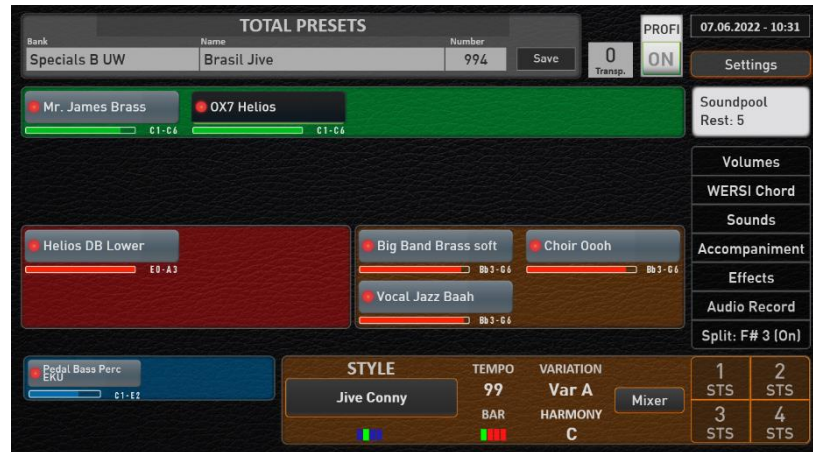 TOTAL PRESETS
PROFI
07.06.2022 - 10:31
Bank
Name
Number
Specials B UW
Brasil Jive
994
Save
0
Transp.
ON
Settings
Mr. James Brass
OX7 Helios
C1-C6
C1-C6
Soundpool
Rest: 5
Volumes
WERSI Chord
Sounds
Helios DB Lower
Big Band Brass soft
Choir Oooh
Accompaniment
E0-A3
Bb3-G6
Bb3-G6
Effects
Vocal Jazz Baah
Audio Record
Bb3-G6
Split: F# 3 (On)
Pedal Bass Perc
EKU
C1-E2
STYLE
TEMPO
VARIATION
Jive Conny
99
Var A
Mixer
BAR
HARMONY
C
1
STS
2
STS
3
STS
4
STS